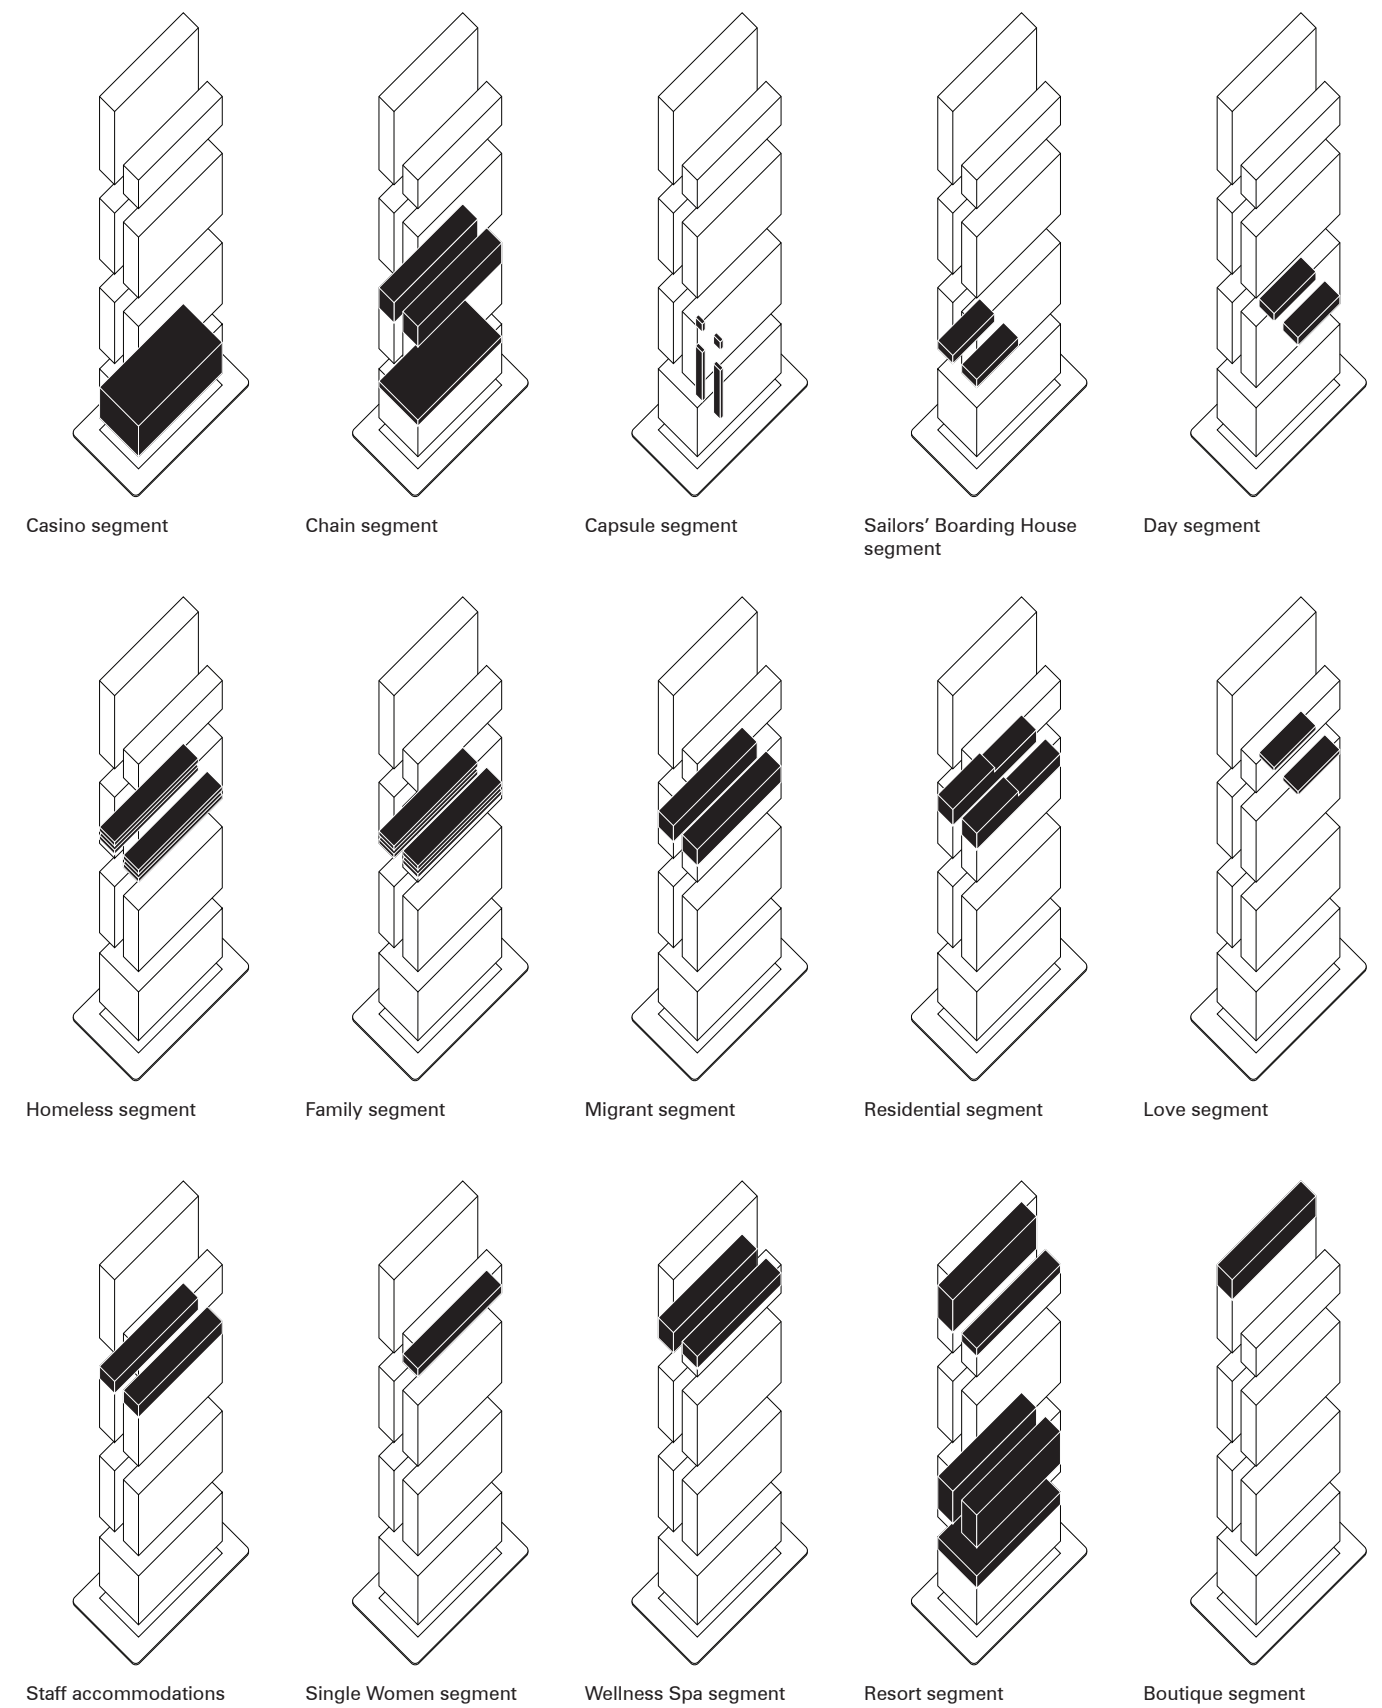 Casino segment
Chain segment
Capsule segment
Sailors’ Boarding House
segment
Day segment
Homeless segment
Family segment
Migrant segment
Residential segment
Love segment
Staff accommodations
Single Women segment
Wellness Spa segment
Resort segment
Boutique segment